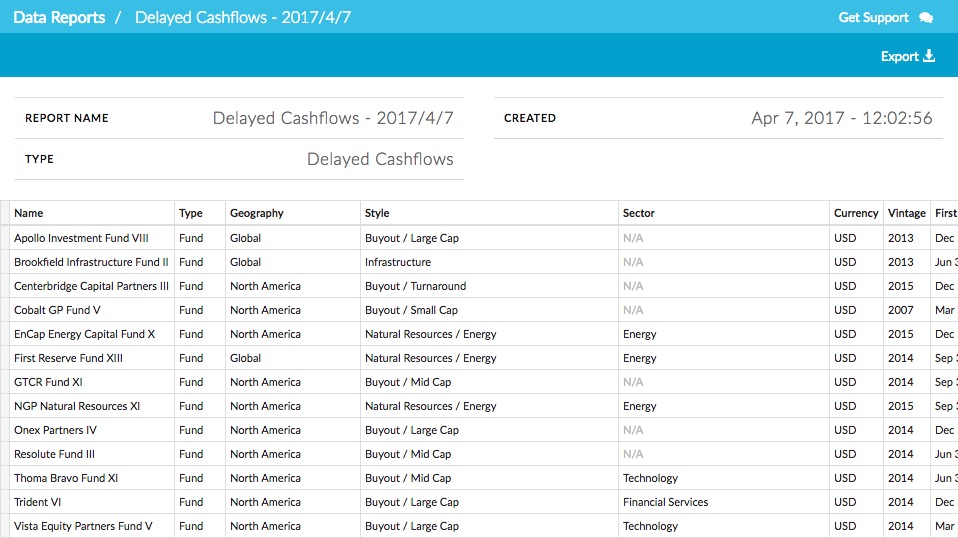 Data Reports / Delayed Cashflows - 2017/4/7 Get Support
Export
REPORT NAME Delayed Cashflows - 2017/4/7 CREATED Apr 7, 2017 - 12:02:56
TYPE Delayed Cashflows
Name Type Geography Style Sector Currency Vintage First
Apollo Investment Fund VIII Fund Global Buyout / Large Cap N/A USD 2013 Dec
Brookfield Infrastructure Fund II Fund Global Infrastructure N/A USD 2013 Jun 3
Centerbridge Capital Partners III Fund North America Buyout / Turnaround N/A USD 2015 Dec
Cobalt GP Fund V Fund North America Buyout / Small Cap N/A USD 2007 Mar
EnCap Energy Capital Fund X Fund North America Natural Resources / Energy Energy USD 2015 Dec
First Reserve Fund XIII Fund Global Natural Resources / Energy Energy USD 2014 Sep 3
GTCR Fund XI Fund North America Buyout / Mid Cap N/A USD 2014 Sep 3
NGP Natural Resources XI Fund North America Natural Resources / Energy Energy USD 2015 Sep 3
Onex Partners IV Fund North America Buyout / Large Cap N/A USD 2014 Dec
Resolute Fund III Fund North America Buyout / Mid Cap N/A USD 2014 Jun 3
Thoma Bravo Fund XI Fund North America Buyout / Mid Cap Technology USD 2014 Jun 3
Trident VI Fund North America Buyout / Large Cap Financial Services USD 2014 Dec
Vista Equity Partners Fund V Fund North America Buyout / Large Cap Technology USD 2014 Mar